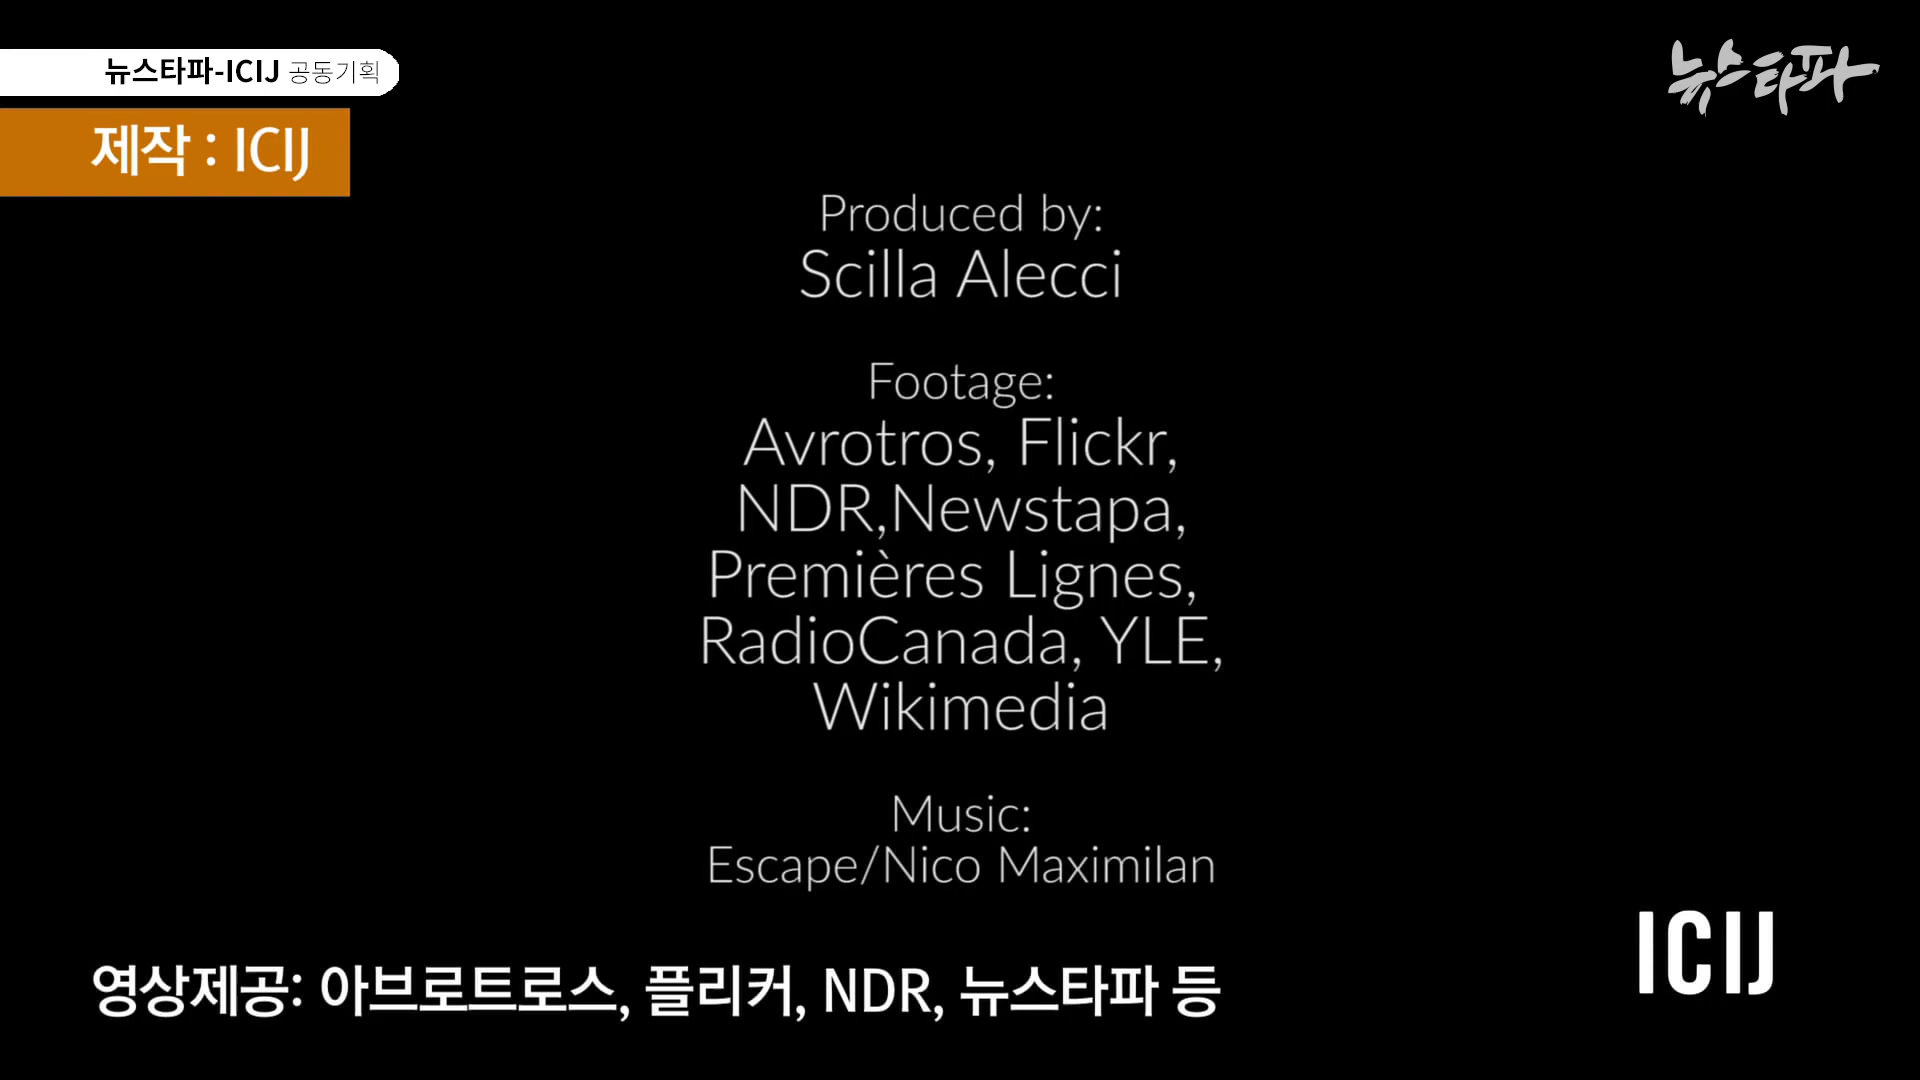 뉴스타파-ICIJ 공동기획
뉴스타파
제작 : ICIJ
Produced by:
Scilla Alecci
Footage:
Avrotros, Flickr,
NDR,Newstapa,
Premières Lignes,
RadioCanada, YLE,
Wikimedia
Music:
Escape/Nico Maximilan
ICIJ
영상제공: 아브로트로스, 플리커, NDR, 뉴스타파 등